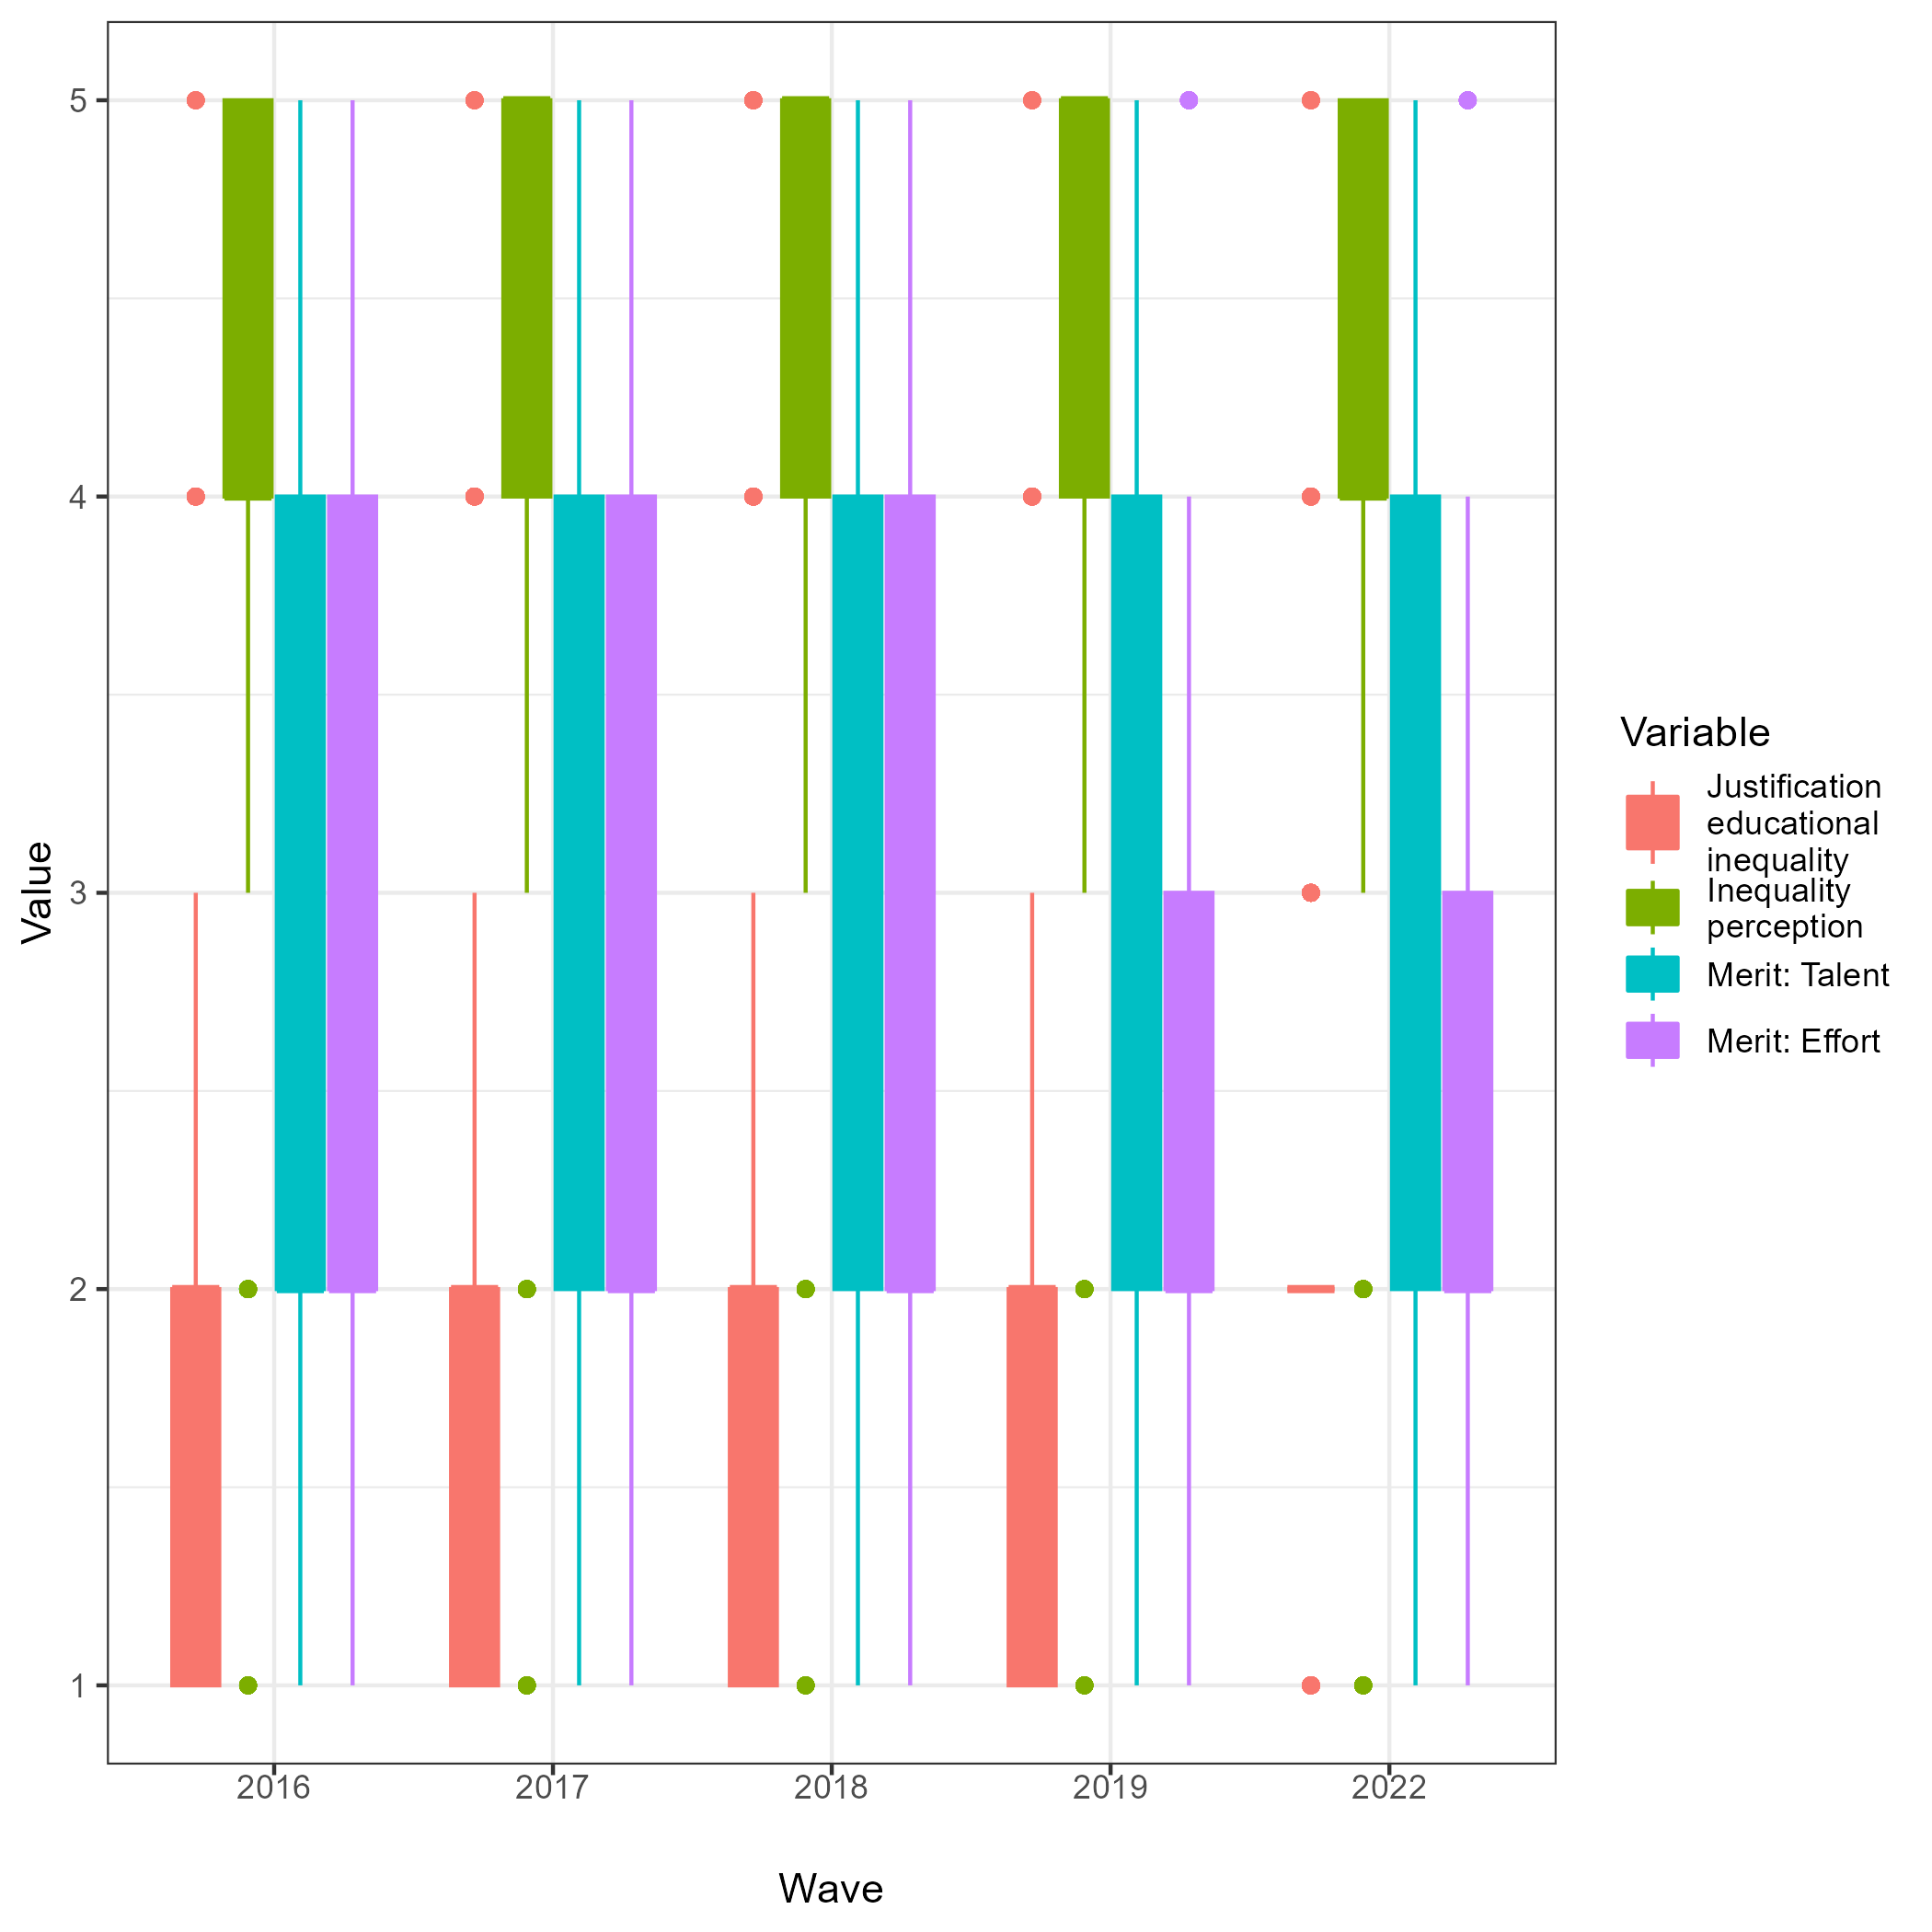 5
4
3
2
1
Value
2016
2017
2018
2019
2022
Wave
Variable
Justification
educational
inequality
Inequality
perception
Merit: Talent
Merit: Effort